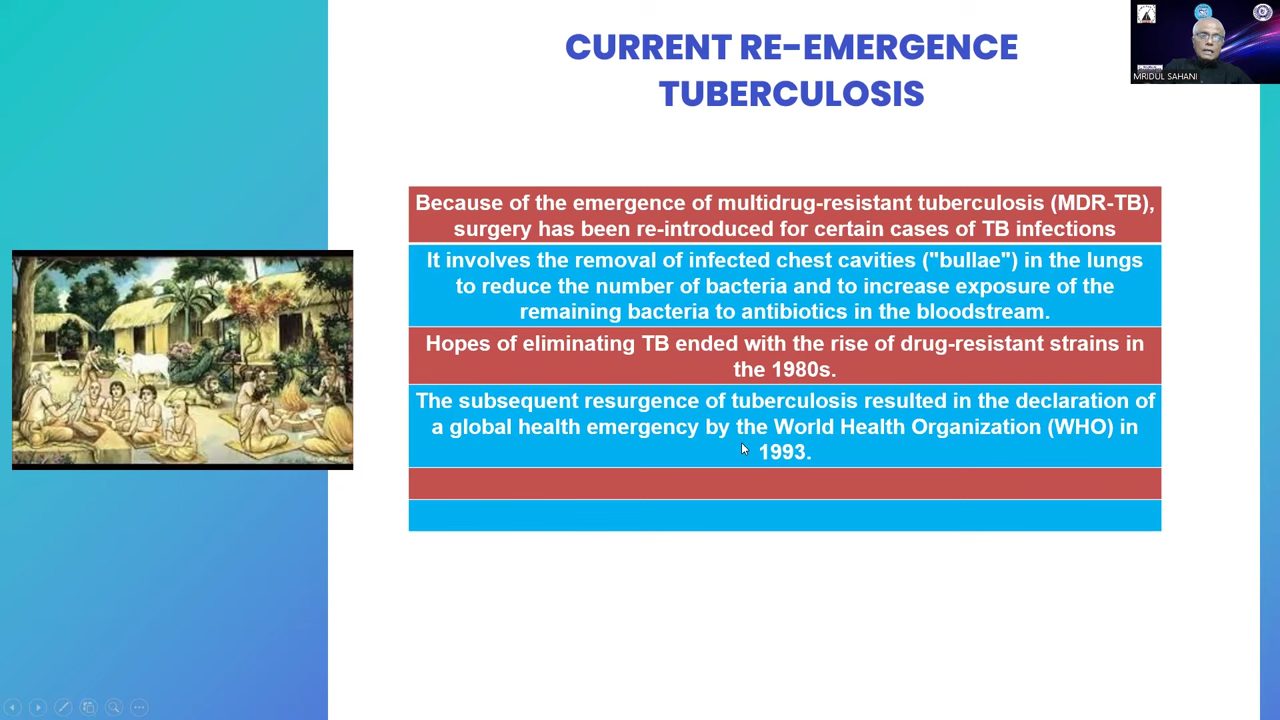 CURRENT RE-EMERGENCE
TUBERCULOSIS
MRIDUL SAHANI
Because of the emergence of multidrug-resistant tuberculosis (MDR-TB),
surgery has been re-introduced for certain cases of TB infections
It involves the removal of infected chest cavities ("bullae") in the lungs
to reduce the number of bacteria and to increase exposure of the
remaining bacteria to antibiotics in the bloodstream.
Hopes of eliminating TB ended with the rise of drug-resistant strains in
the 1980s.
The subsequent resurgence of tuberculosis resulted in the declaration of
a global health emergency by the World Health Organization (WHO) in
1993.